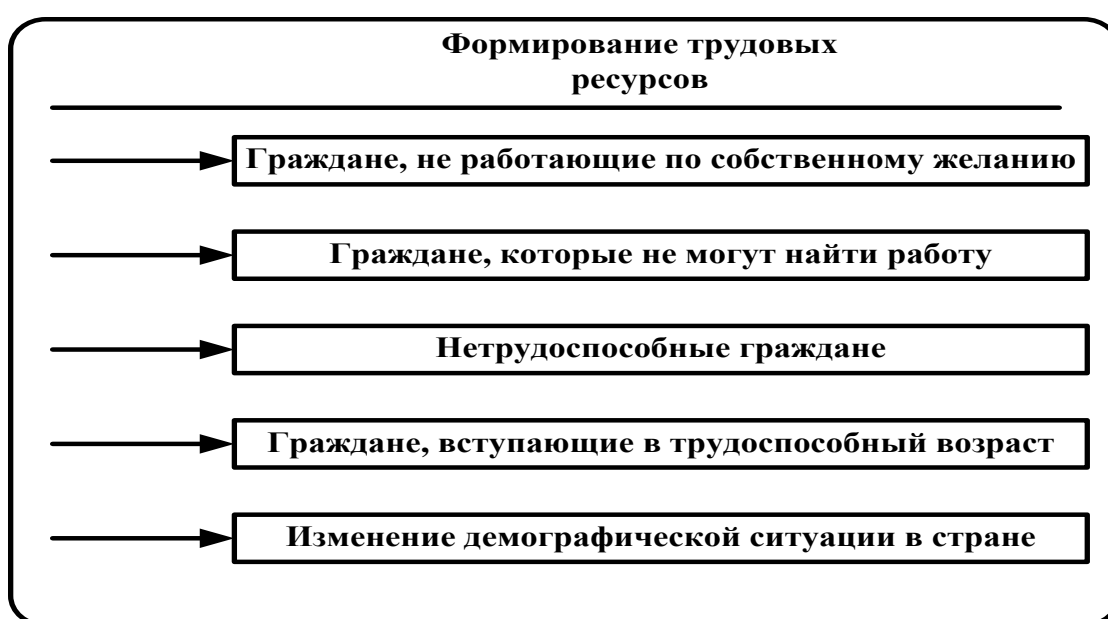 Формирование трудовых
ресурсов
Граждане, не работающие по собственному желанию
Граждане, которые не могут найти работу
Нетрудоспособные граждане
Граждане, вступающие в трудоспособный возраст
Изменение демографической ситуации в стране